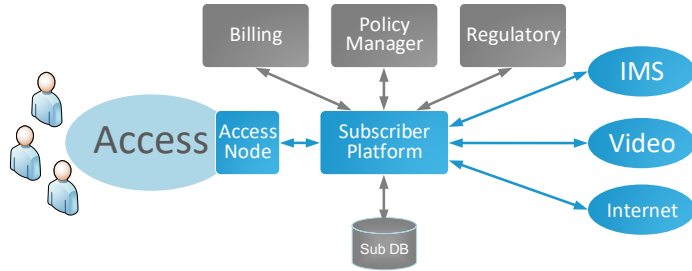 Billing
Policy
Manager
Regulatory
IMS
Access
Access
Node
Subscriber
Platform
Video
Internet
Sub DB